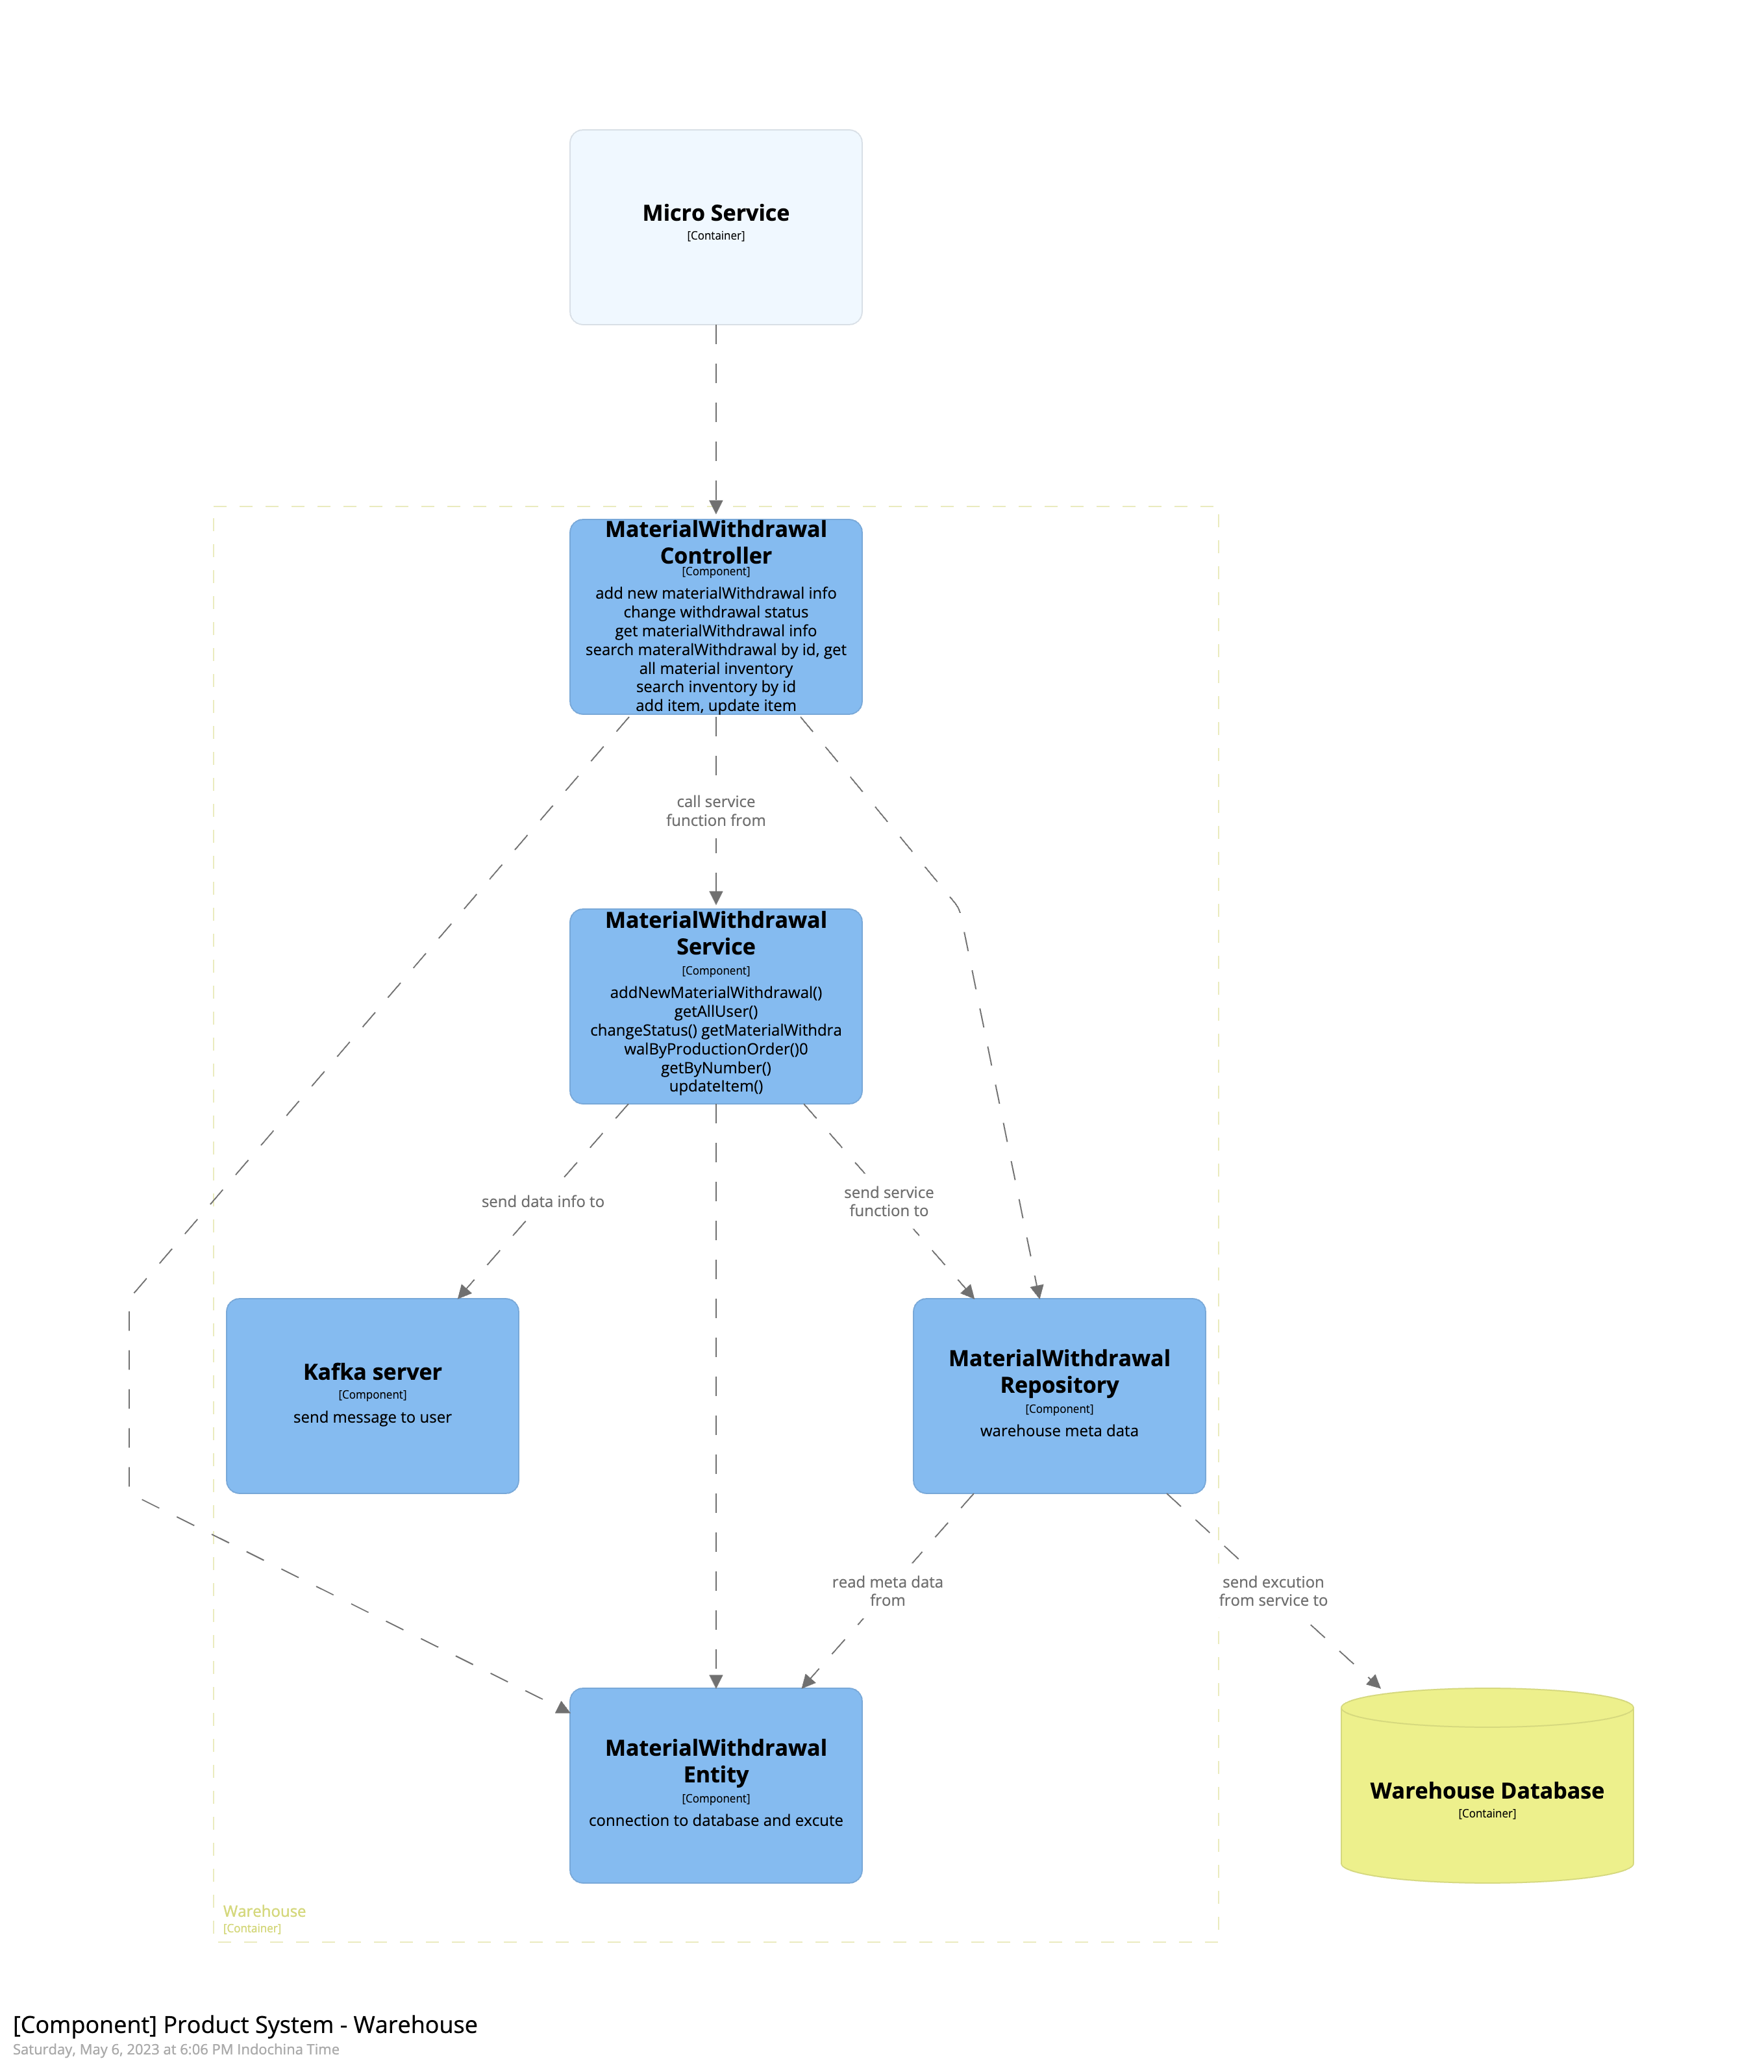 Micro Service
[Container]
MaterialWithdrawal
Controller
[Component]
add new materialWithdrawal info
change withdrawal status
get materialWithdrawal info
search materalWithdrawal by id, get
all material inventory
search inventory by id
add item, update item
call service
function from
MaterialWithdrawal
Service
[Component]
addNewMaterialWithdrawal()
getAllUser()
changeStatus() getMaterialWithdra
walByProductionOrder()0
getByNumber()
updateItem()
send data info to
send service
function to
Kafka server
[Component]
send message to user
MaterialWithdrawal
Repository
[Component]
warehouse meta data
read meta data
from
send excution
from service to
MaterialWithdrawal
Entity
[Component]
connection to database and excute
Warehouse Database
[Container]
Warehouse
[Container]
[Component] Product System - Warehouse
Saturday, May 6, 2023 at 6:06 PM Indochina Time